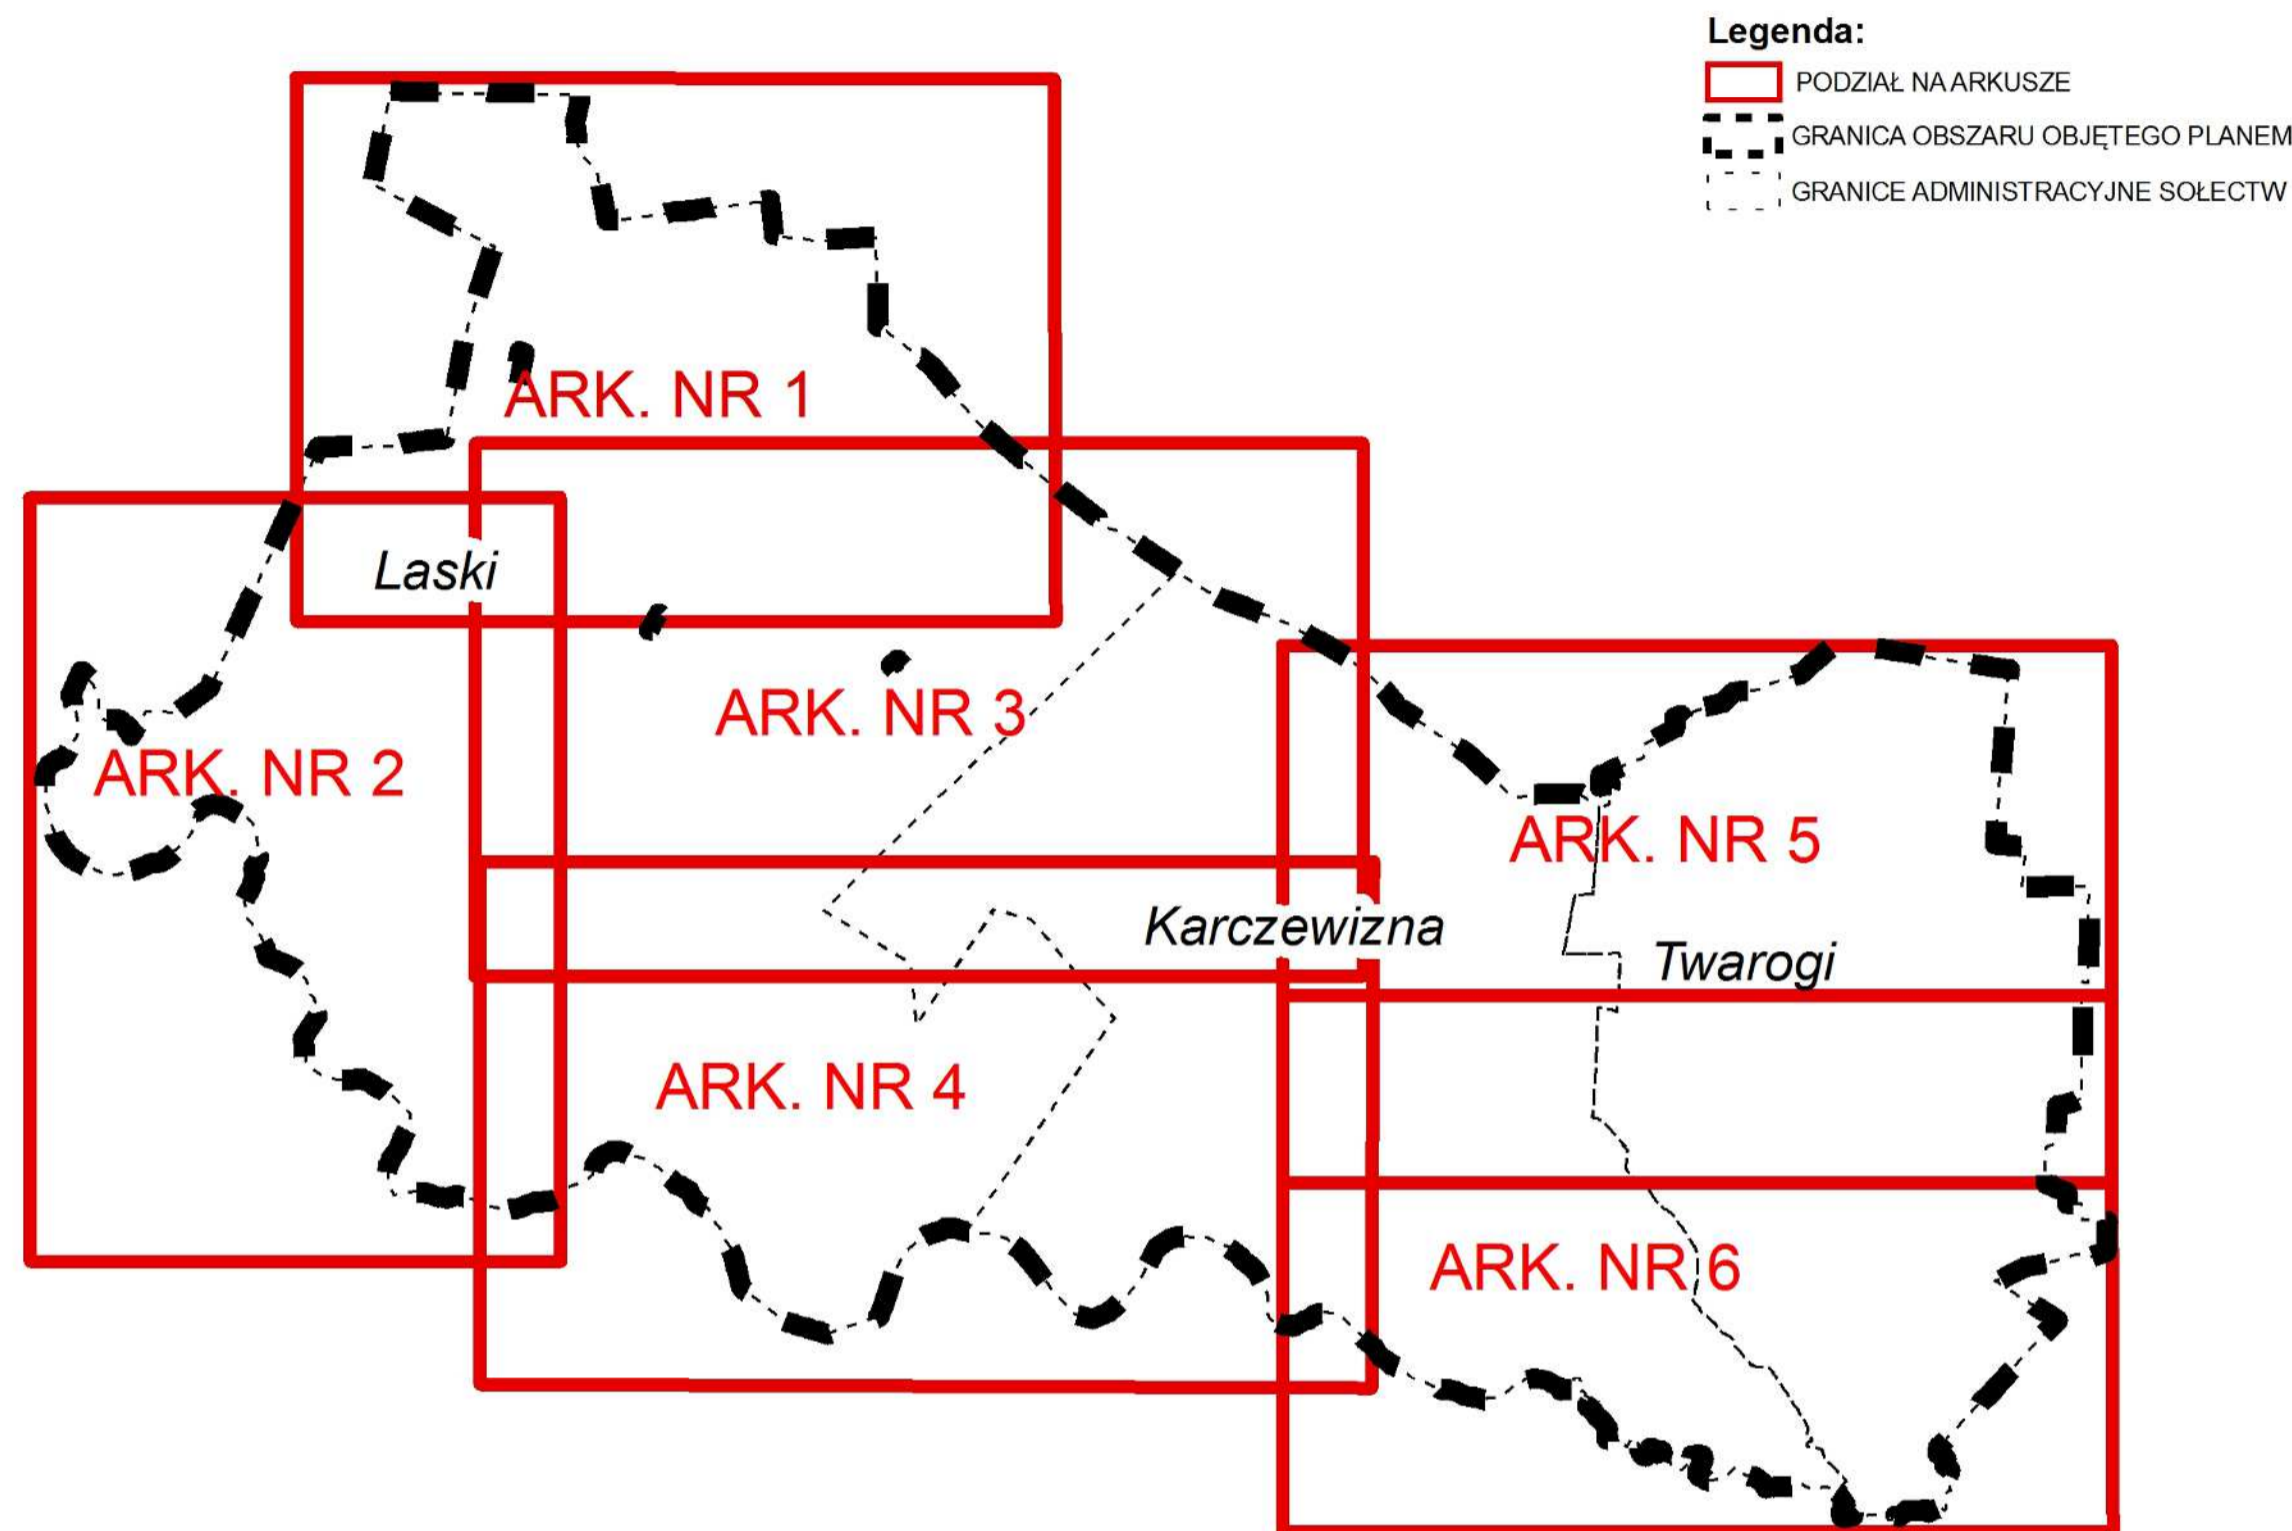 Legenda:
PODZIAŁ NA ARKUSZE
GRANICA OBSZARU OBJĘTEGO PLANEM
GRANICE ADMINISTRACYJNE SOŁECTW
ARK. NR 1
Laski
ARK. NR 3
ARK. NR 2
ARK. NR 5
Karczewizna
Twarogi
ARK. NR 4
ARK. NR 6